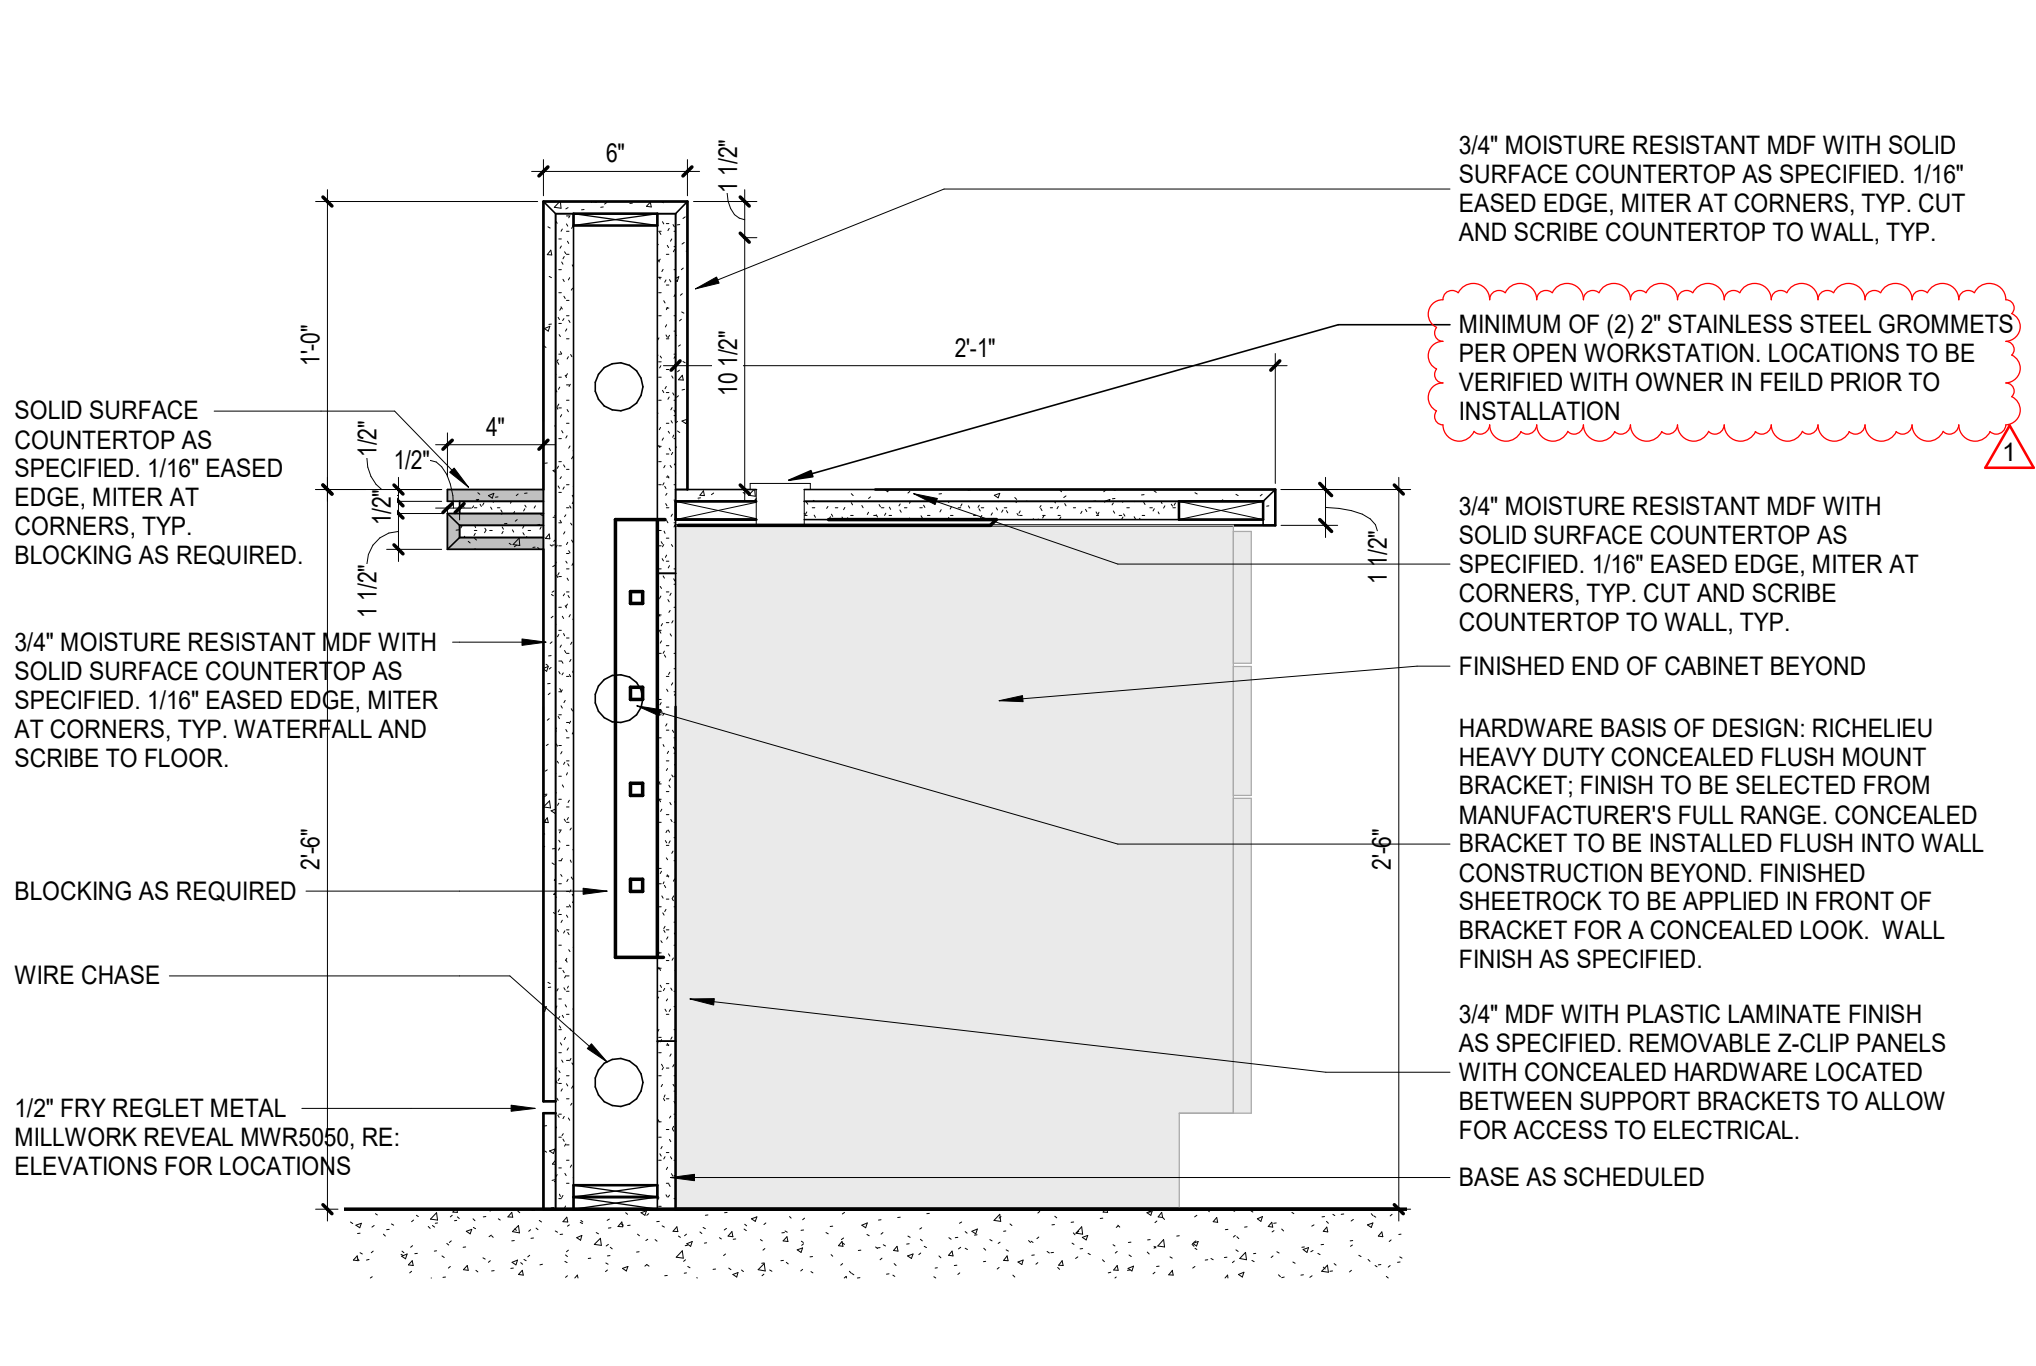 6"
1 1/2"
1'-0"
10 1/2"
2'-1"
4"
1/2"
1/2"
1/2"
1 1/2"
1 1/2"
2'-6"
2'-6"
SOLID SURFACE
COUNTERTOP AS
SPECIFIED. 1/16" EASED
EDGE, MITER AT
CORNERS, TYP.
BLOCKING AS REQUIRED.
3/4" MOISTURE RESISTANT MDF WITH
SOLID SURFACE COUNTERTOP AS
SPECIFIED. 1/16" EASED EDGE, MITER
AT CORNERS, TYP. WATERFALL AND
SCRIBE TO FLOOR.
BLOCKING AS REQUIRED
WIRE CHASE
1/2" FRY REGLET METAL
MILLWORK REVEAL MWR5050, RE:
ELEVATIONS FOR LOCATIONS
3/4" MOISTURE RESISTANT MDF WITH SOLID
SURFACE COUNTERTOP AS SPECIFIED. 1/16"
EASED EDGE, MITER AT CORNERS, TYP. CUT
AND SCRIBE COUNTERTOP TO WALL, TYP.
MINIMUM OF (2) 2" STAINLESS STEEL GROMMETS
PER OPEN WORKSTATION. LOCATIONS TO BE
VERIFIED WITH OWNER IN FEILD PRIOR TO
INSTALLATION
1
3/4" MOISTURE RESISTANT MDF WITH
SOLID SURFACE COUNTERTOP AS
SPECIFIED. 1/16" EASED EDGE, MITER AT
CORNERS, TYP. CUT AND SCRIBE
COUNTERTOP TO WALL, TYP.
FINISHED END OF CABINET BEYOND
HARDWARE BASIS OF DESIGN: RICHELIEU
HEAVY DUTY CONCEALED FLUSH MOUNT
BRACKET; FINISH TO BE SELECTED FROM
MANUFACTURER'S FULL RANGE. CONCEALED
BRACKET TO BE INSTALLED FLUSH INTO WALL
CONSTRUCTION BEYOND. FINISHED
SHEETROCK TO BE APPLIED IN FRONT OF
BRACKET FOR A CONCEALED LOOK. WALL
FINISH AS SPECIFIED.
3/4" MDF WITH PLASTIC LAMINATE FINISH
AS SPECIFIED. REMOVABLE Z-CLIP PANELS
WITH CONCEALED HARDWARE LOCATED
BETWEEN SUPPORT BRACKETS TO ALLOW
FOR ACCESS TO ELECTRICAL.
BASE AS SCHEDULED